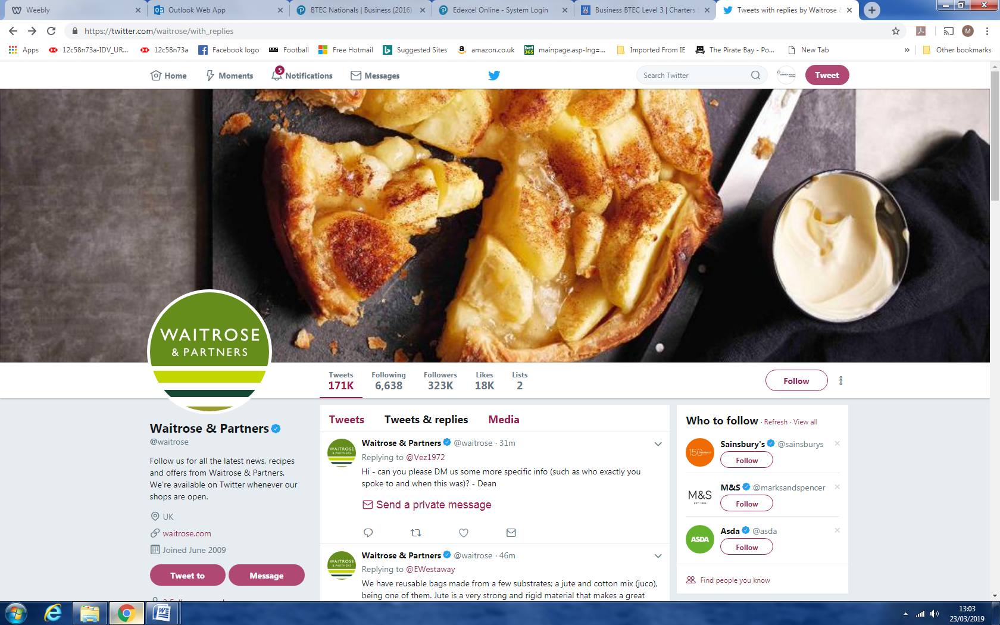 Weebly
Outlook Web App
BTEC Nationals | Business (2016)
Edexcel Online - System Login
Business BTEC Level 3 | Charters
Tweets with replies by Waitrose
https://twitter.com/waitrose/with_replies
M
Apps
12c58n73a-IDV_UR...
12c58n73a
Facebook logo
BBC
Football
Free Hotmail
Suggested Sites
amazon.co.uk
bet365
mainpage.asp-lng=...
Imported From IE
The Pirate Bay - Po...
New Tab
»
Other bookmarks
Home
Moments
5
Notifications
Messages
Search Twitter
Tweet
WAITROSE
& PARTNERS
Tweets
171K
Following
6,638
Followers
323K
Likes
18K
Lists
2
Follow
Waitrose & Partners
@waitrose
Follow us for all the latest news, recipes
and offers from Waitrose & Partners.
We're available on Twitter whenever our
shops are open.
UK
waitrose.com
Joined June 2009
Tweet to
Message
Tweets
Tweets & replies
Media
WAITROSE
& PARTNERS
Waitrose & Partners @waitrose · 31m
Replying to @Vez1972
Hi - can you please DM us some more specific info (such as who exactly you
spoke to and when this was)? - Dean
Send a private message
WAITROSE
& PARTNERS
Waitrose & Partners @waitrose · 46m
Replying to @EWestaway
We have reusable bags made from a few substrates; a jute and cotton mix (juco),
being one of them. Jute is a very strong and rigid material that makes a great
Who to follow · Refresh · View all
150
Sainsbury's @sainsburys
Follow
M&S
EST. 1884
M&S @marksandspencer
Follow
ASDA
Asda @asda
Follow
Find people you know
13:03
23/03/2019